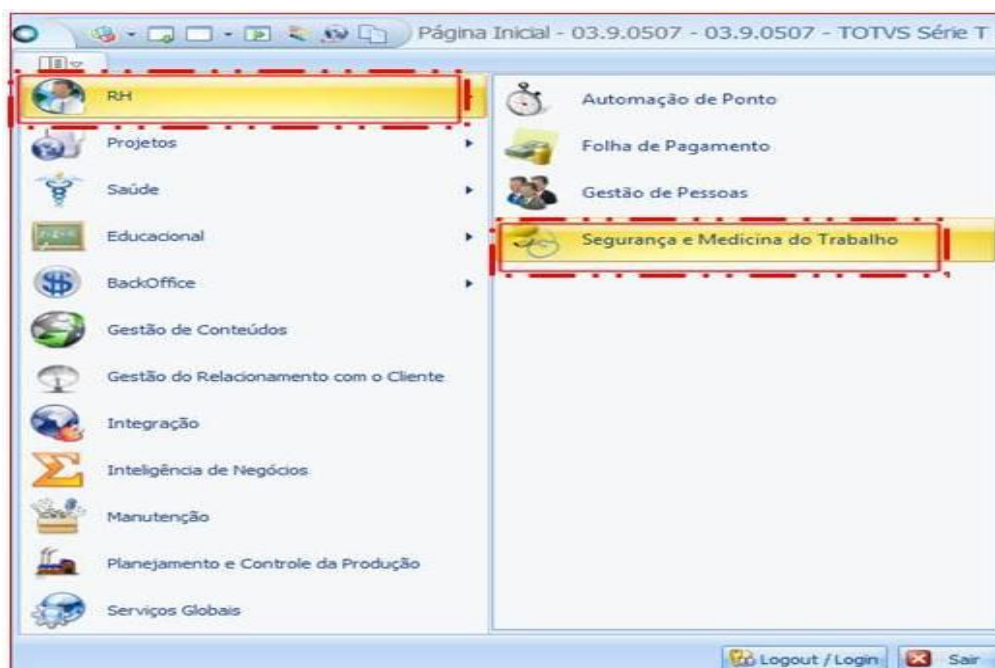 Página Inicial - 03.9.0507 - 03.9.0507 - TOTVS Série T
RH
Projetos
Saúde
Educacional
BackOffice
Gestão de Conteúdos
Gestão do Relacionamento com o Cliente
Integração
Inteligência de Negócios
Manutenção
Planejamento e Controle da Produção
Serviços Globais
Automação de Ponto
Folha de Pagamento
Gestão de Pessoas
Segurança e Medicina do Trabalho
Logout / Login
Sair